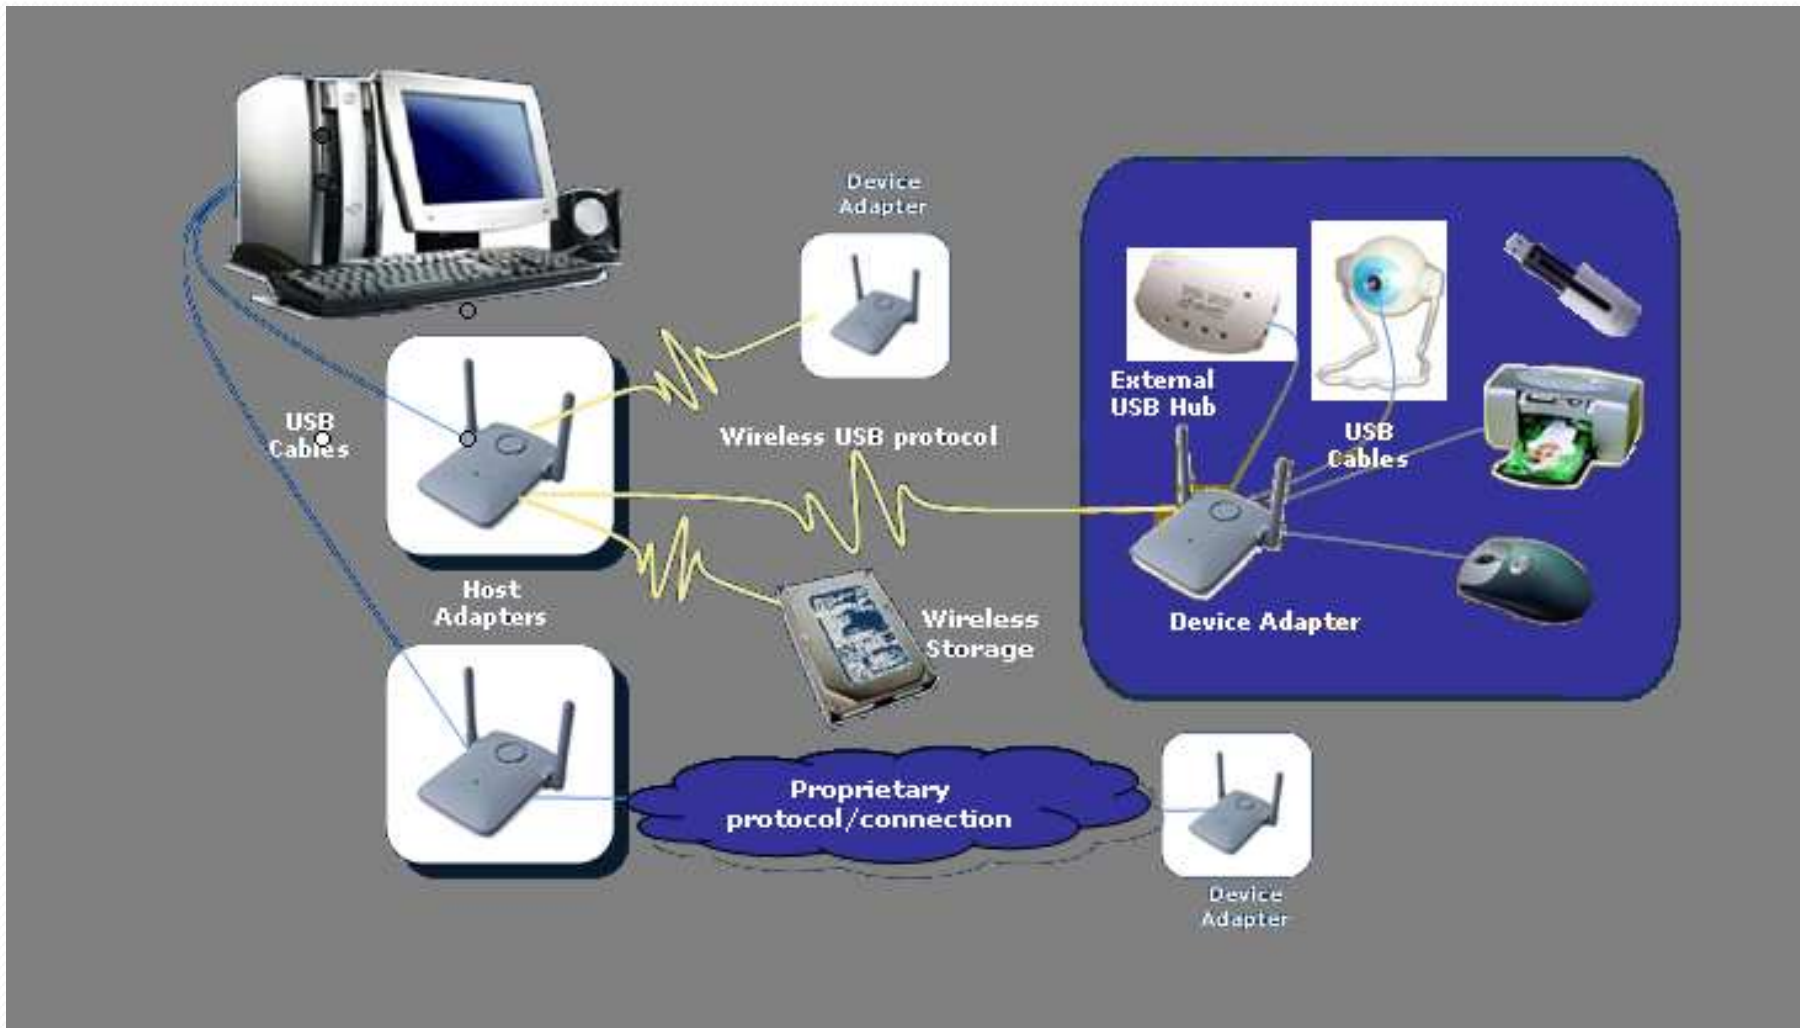 Device
Adapter
External
USB Hub
USB
Cables
Wireless USB protocol
USB
Cables
Host
Adapters
Wireless
Storage
Device Adapter
Proprietary
protocol/connection
Device
Adapter